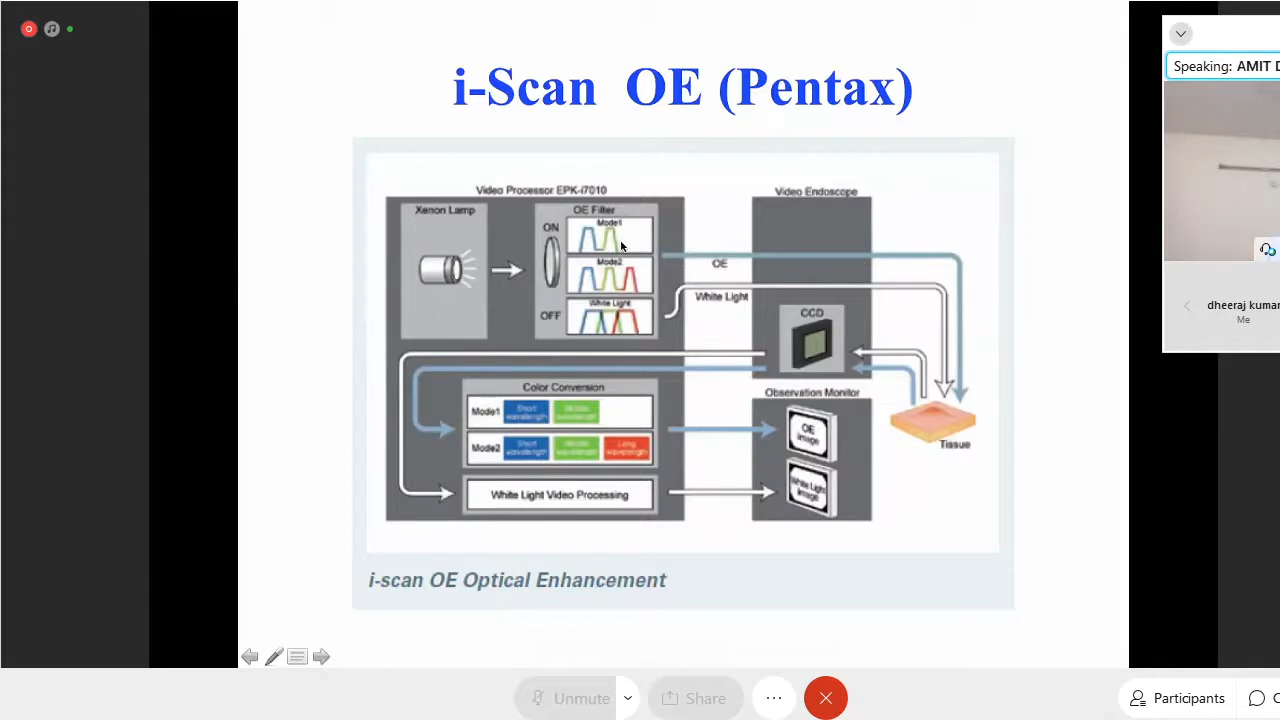 i-Scan OE (Pentax)
Speaking: AMIT D
Video Processor EPK-i7010
Video Endoscope
Xenon Lamp
OE Filter
ON
Mode1
Mode2
OFF
White Light
OE
White Light
CCD
Color Conversion
Mode1
Short wavelength
Middle wavelength
Mode2
Short wavelength
Middle wavelength
Long wavelength
White Light Video Processing
Observation Monitor
OE
Image
White Light
Image
Tissue
i-scan OE Optical Enhancement
dheeraj kumar
Me
Unmute
Share
Participants